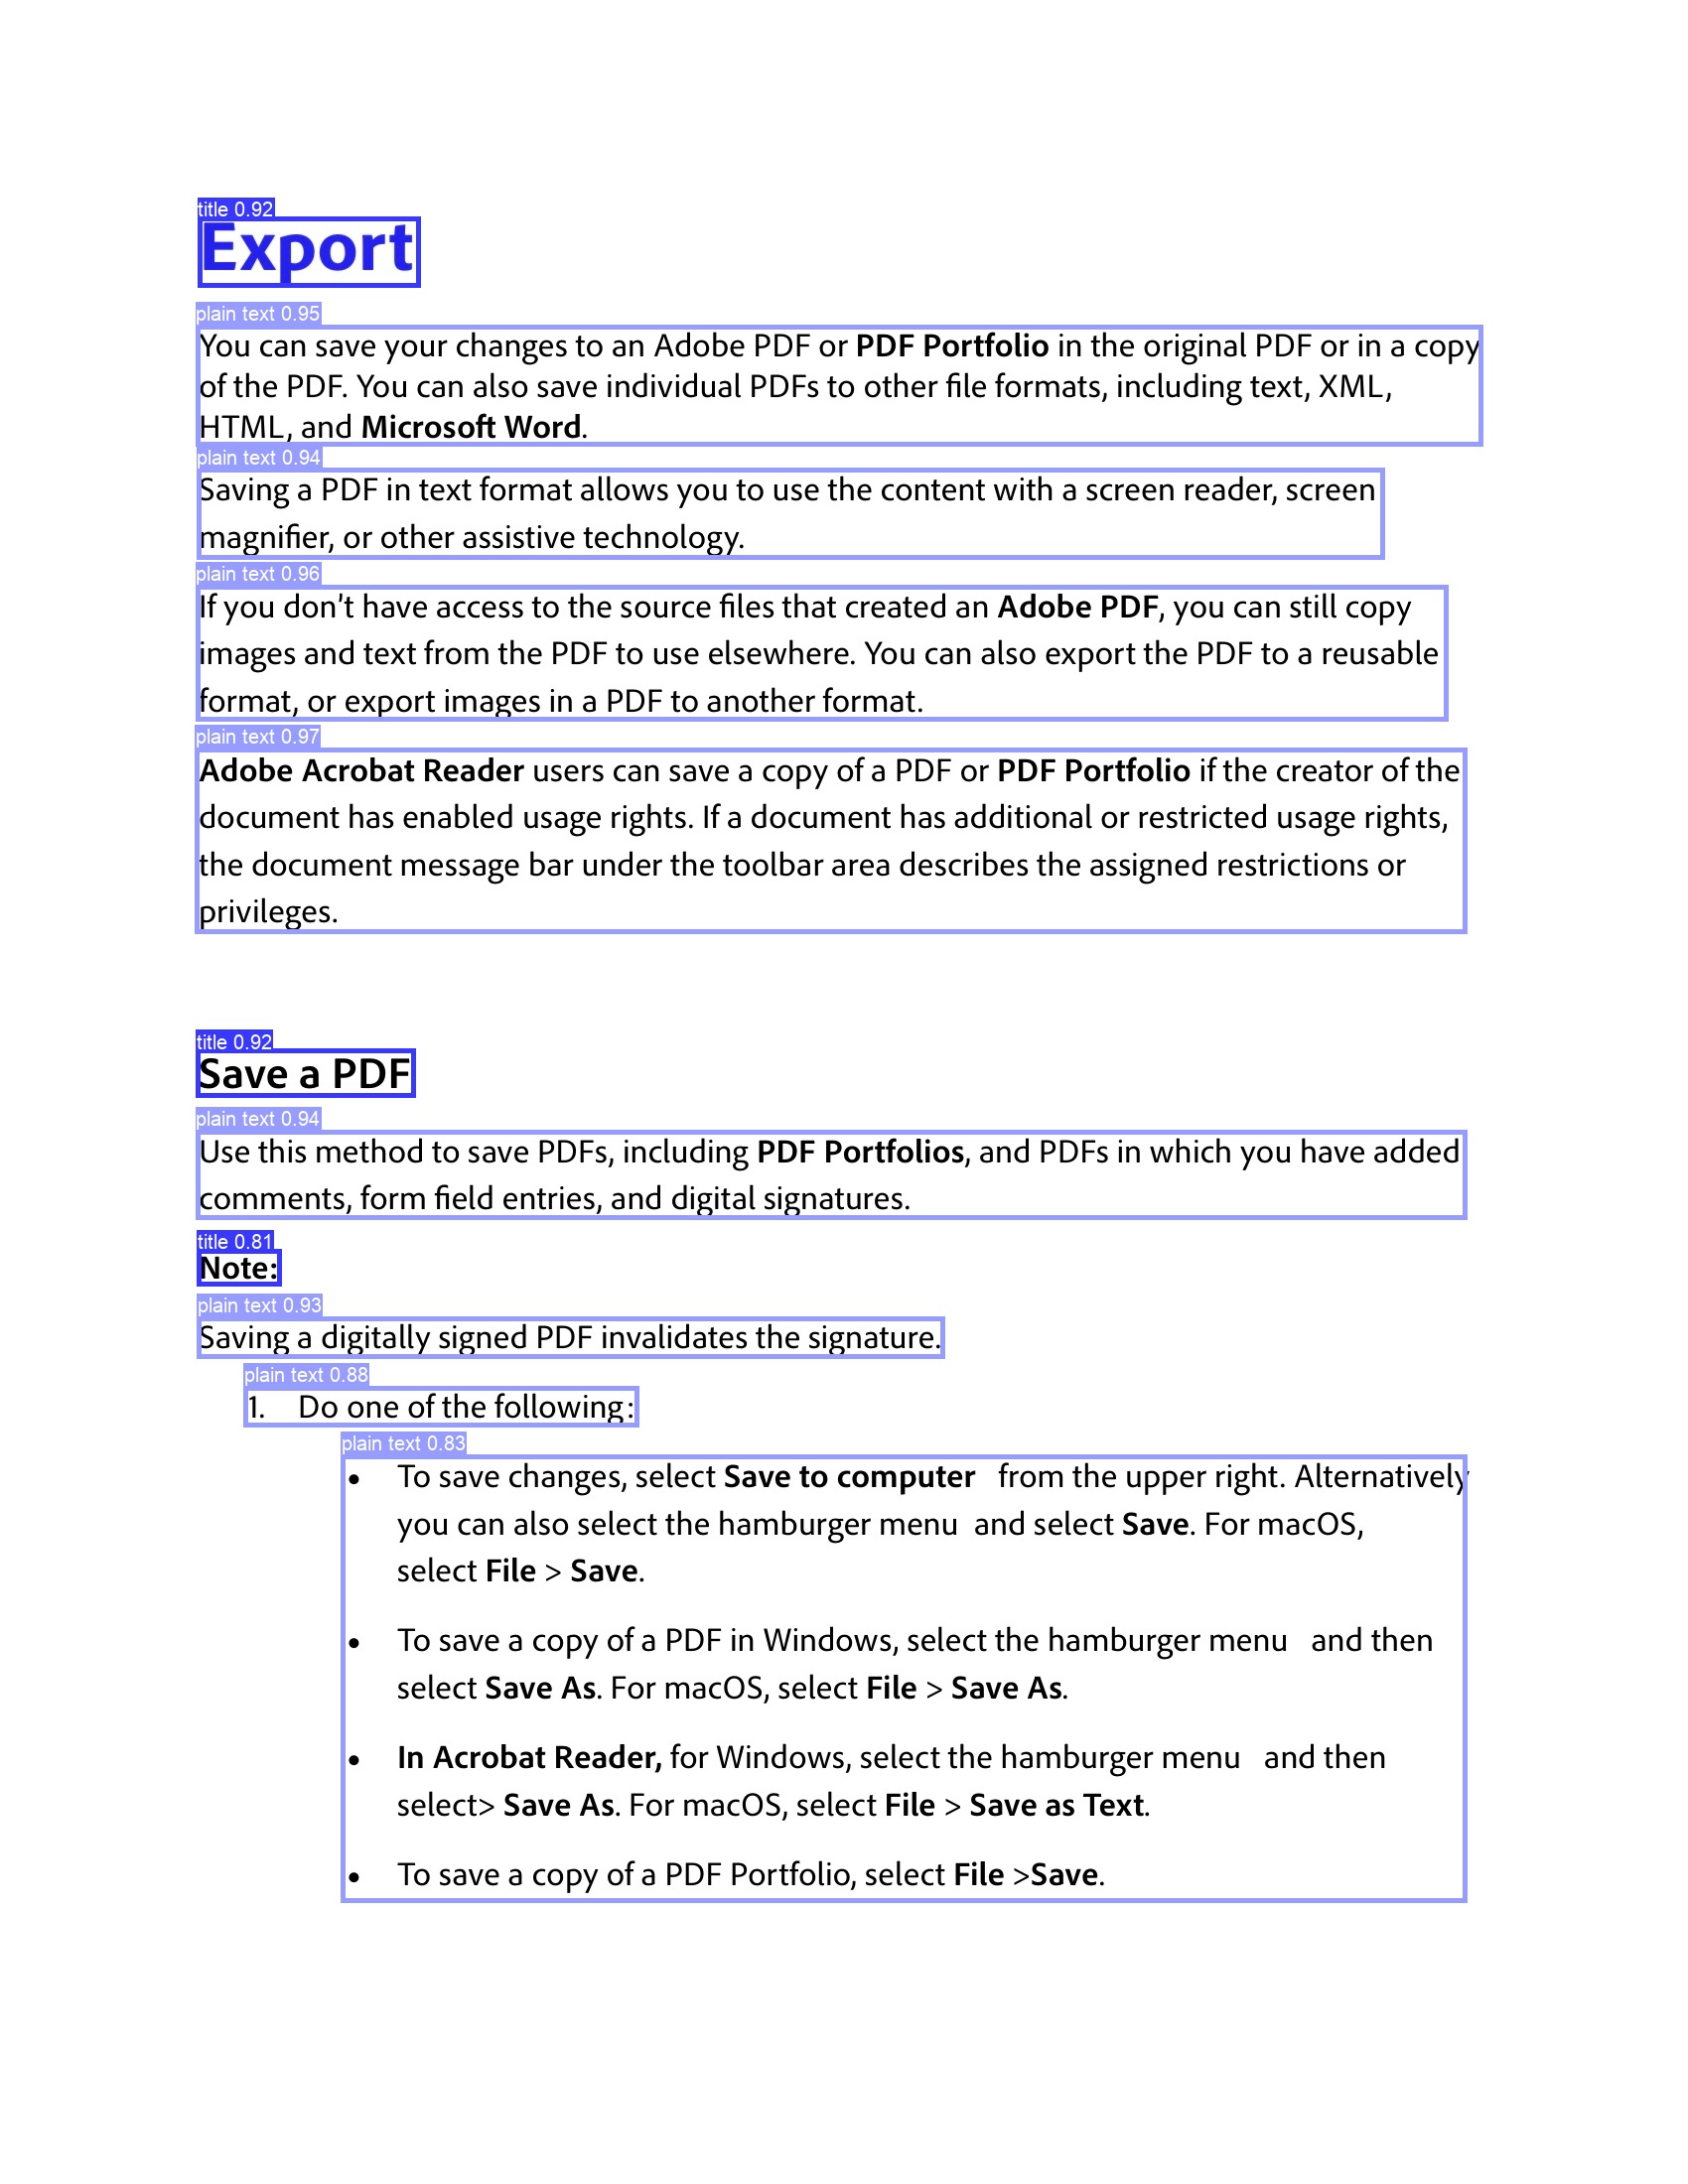 title 0.92
Export
plain text 0.95
You can save your changes to an Adobe PDF or PDF Portfolio in the original PDF or in a copy
of the PDF. You can also save individual PDFs to other file formats, including text, XML,
HTML, and Microsoft Word.
plain text 0.94
Saving a PDF in text format allows you to use the content with a screen reader, screen
magnifier, or other assistive technology.
plain text 0.96
If you don't have access to the source files that created an Adobe PDF, you can still copy
images and text from the PDF to use elsewhere. You can also export the PDF to a reusable
format, or export images in a PDF to another format.
plain text 0.97
Adobe Acrobat Reader users can save a copy of a PDF or PDF Portfolio if the creator of the
document has enabled usage rights. If a document has additional or restricted usage rights,
the document message bar under the toolbar area describes the assigned restrictions or
privileges.
title 0.92
Save a PDF
plain text 0.94
Use this method to save PDFs, including PDF Portfolios, and PDFs in which you have added
comments, form field entries, and digital signatures.
title 0.81
Note:
plain text 0.93
Saving a digitally signed PDF invalidates the signature.
plain text 0.88
1. Do one of the following:
plain text 0.83
• To save changes, select Save to computer from the upper right. Alternatively
you can also select the hamburger menu and select Save. For macOS,
select File > Save.
• To save a copy of a PDF in Windows, select the hamburger menu and then
select Save As. For macOS, select File > Save As.
• In Acrobat Reader, for Windows, select the hamburger menu and then
select> Save As. For macOS, select File > Save as Text.
• To save a copy of a PDF Portfolio, select File >Save.